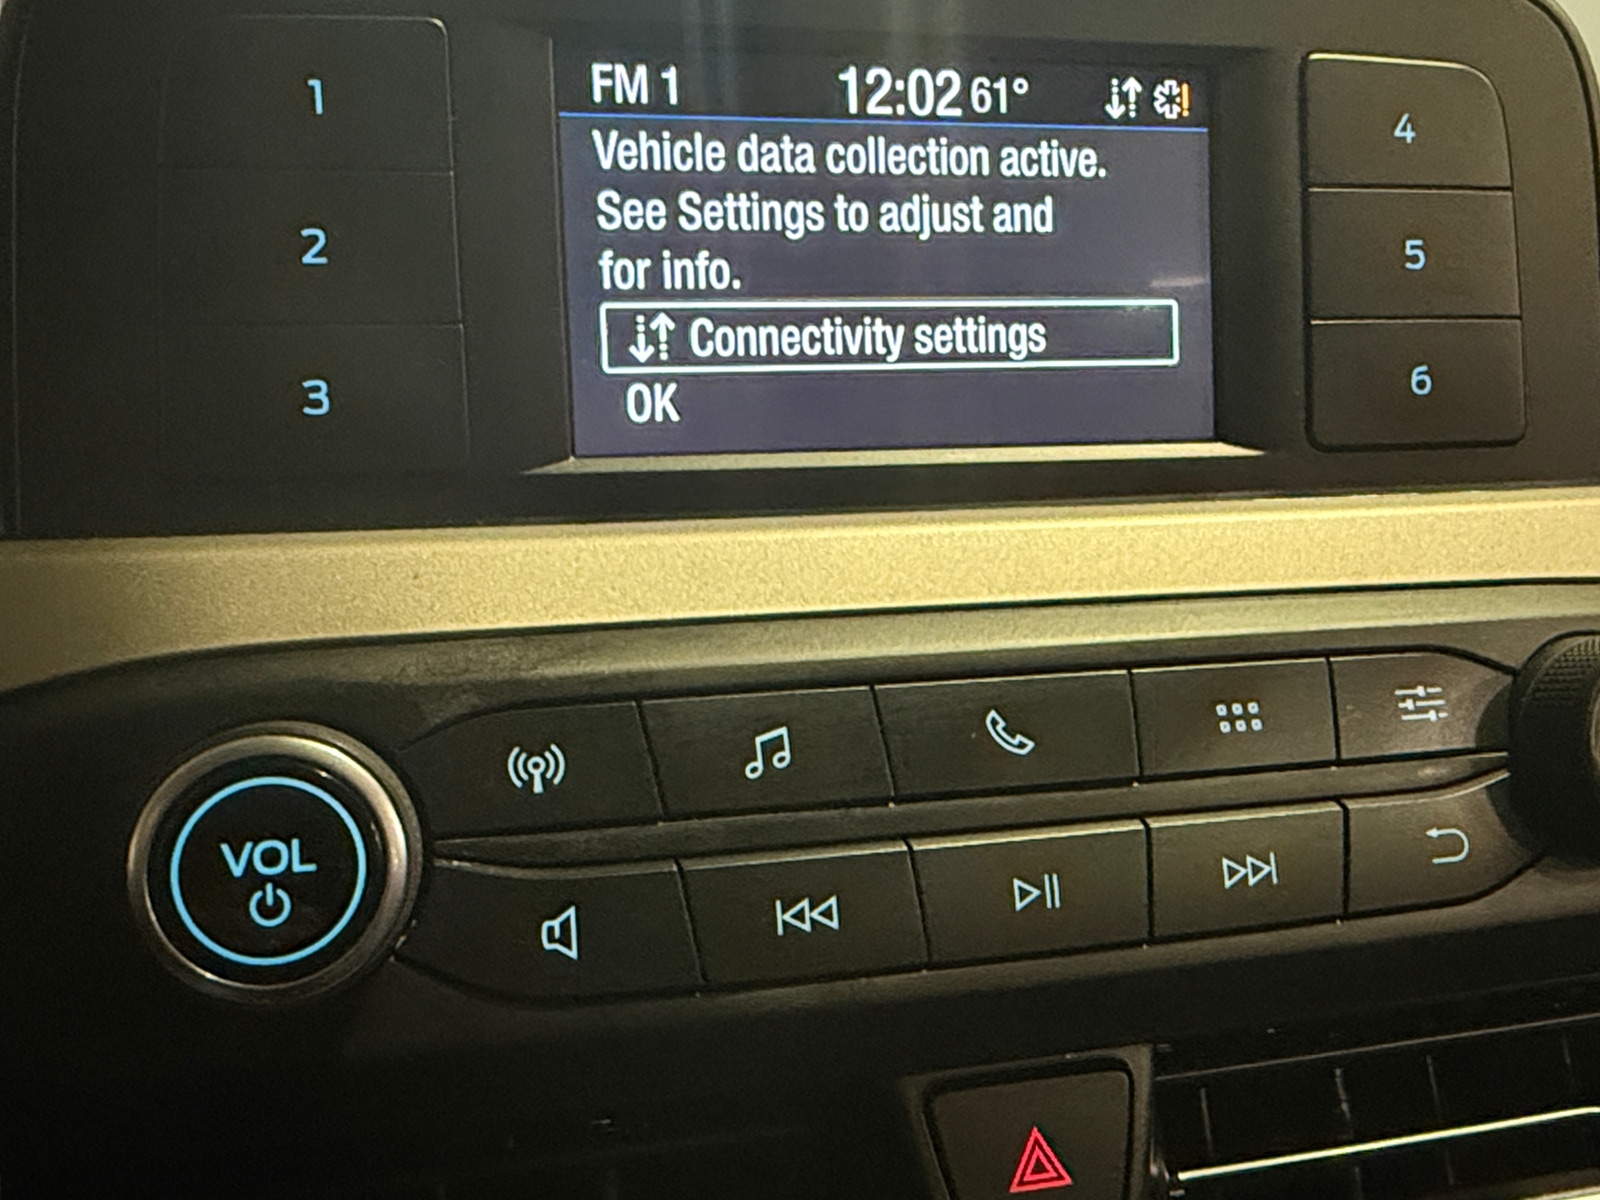 1
2
3
FM 1 12:02 61°
Vehicle data collection active.
See Settings to adjust and
for info.
Connectivity settings
OK
4
5
6
VOL